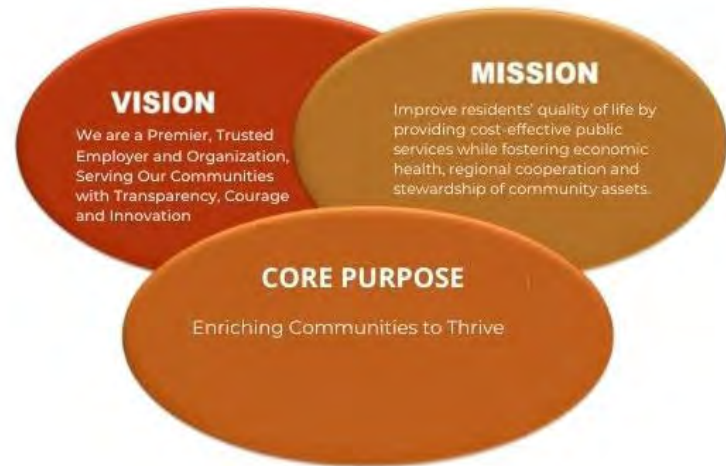 VISION
We are a Premier, Trusted
Employer and Organization,
Serving Our Communities
with Transparency, Courage
and Innovation
MISSION
Improve residents' quality of life by
providing cost-effective public
services while fostering economic
health, regional cooperation and
stewardship of community assets.
CORE PURPOSE
Enriching Communities to Thrive